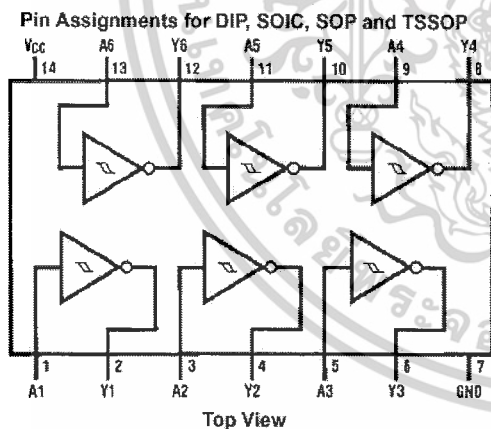 Pin Assignments for DIP, SOIC, SOP and TSSOP
VCC A6 Y6 A5 Y5 A4 Y4
14 13 12 11 10 9 8
1 2 3 4 5 6 7
A1 Y1 A2 Y2 A3 Y3 GND
Top View